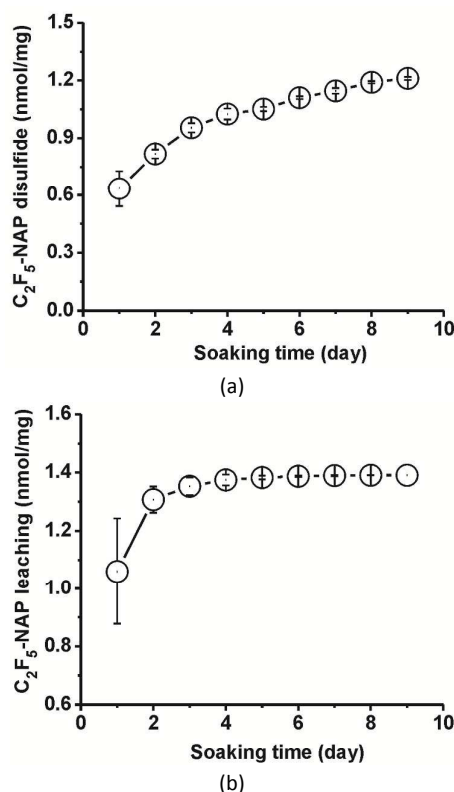 C₂F₅-NAP disulfide (nmol/mg)
1.5
1.2
0.9
0.6
0.3
0.0
0 2 4 6 8 10
Soaking time (day)
(a)
C₂F₅-NAP leaching (nmol/mg)
1.6
1.4
1.2
1.0
0.8
0.6
0 2 4 6 8 10
Soaking time (day)
(b)